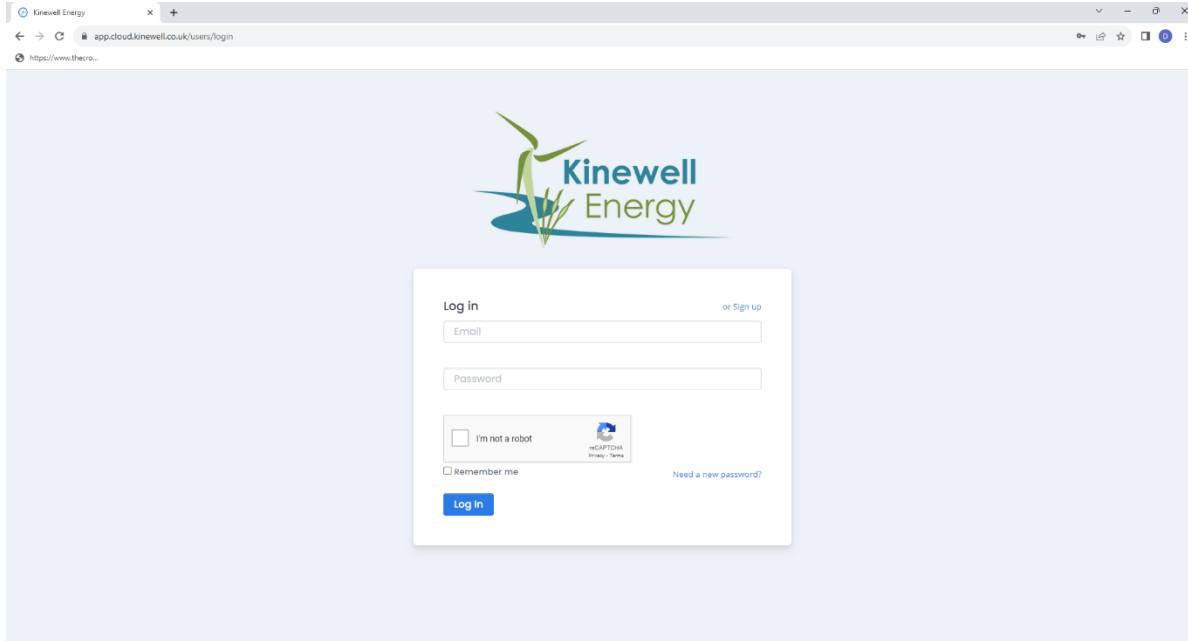 Kinewell Energy
app.cloud.kinewell.co.uk/users/login
https://www.thecro...
D
Kinewell
Energy
Log in
or Sign up
Email
Password
I'm not a robot
reCAPTCHA
Privacy - Terms
Remember me
Need a new password?
Log In